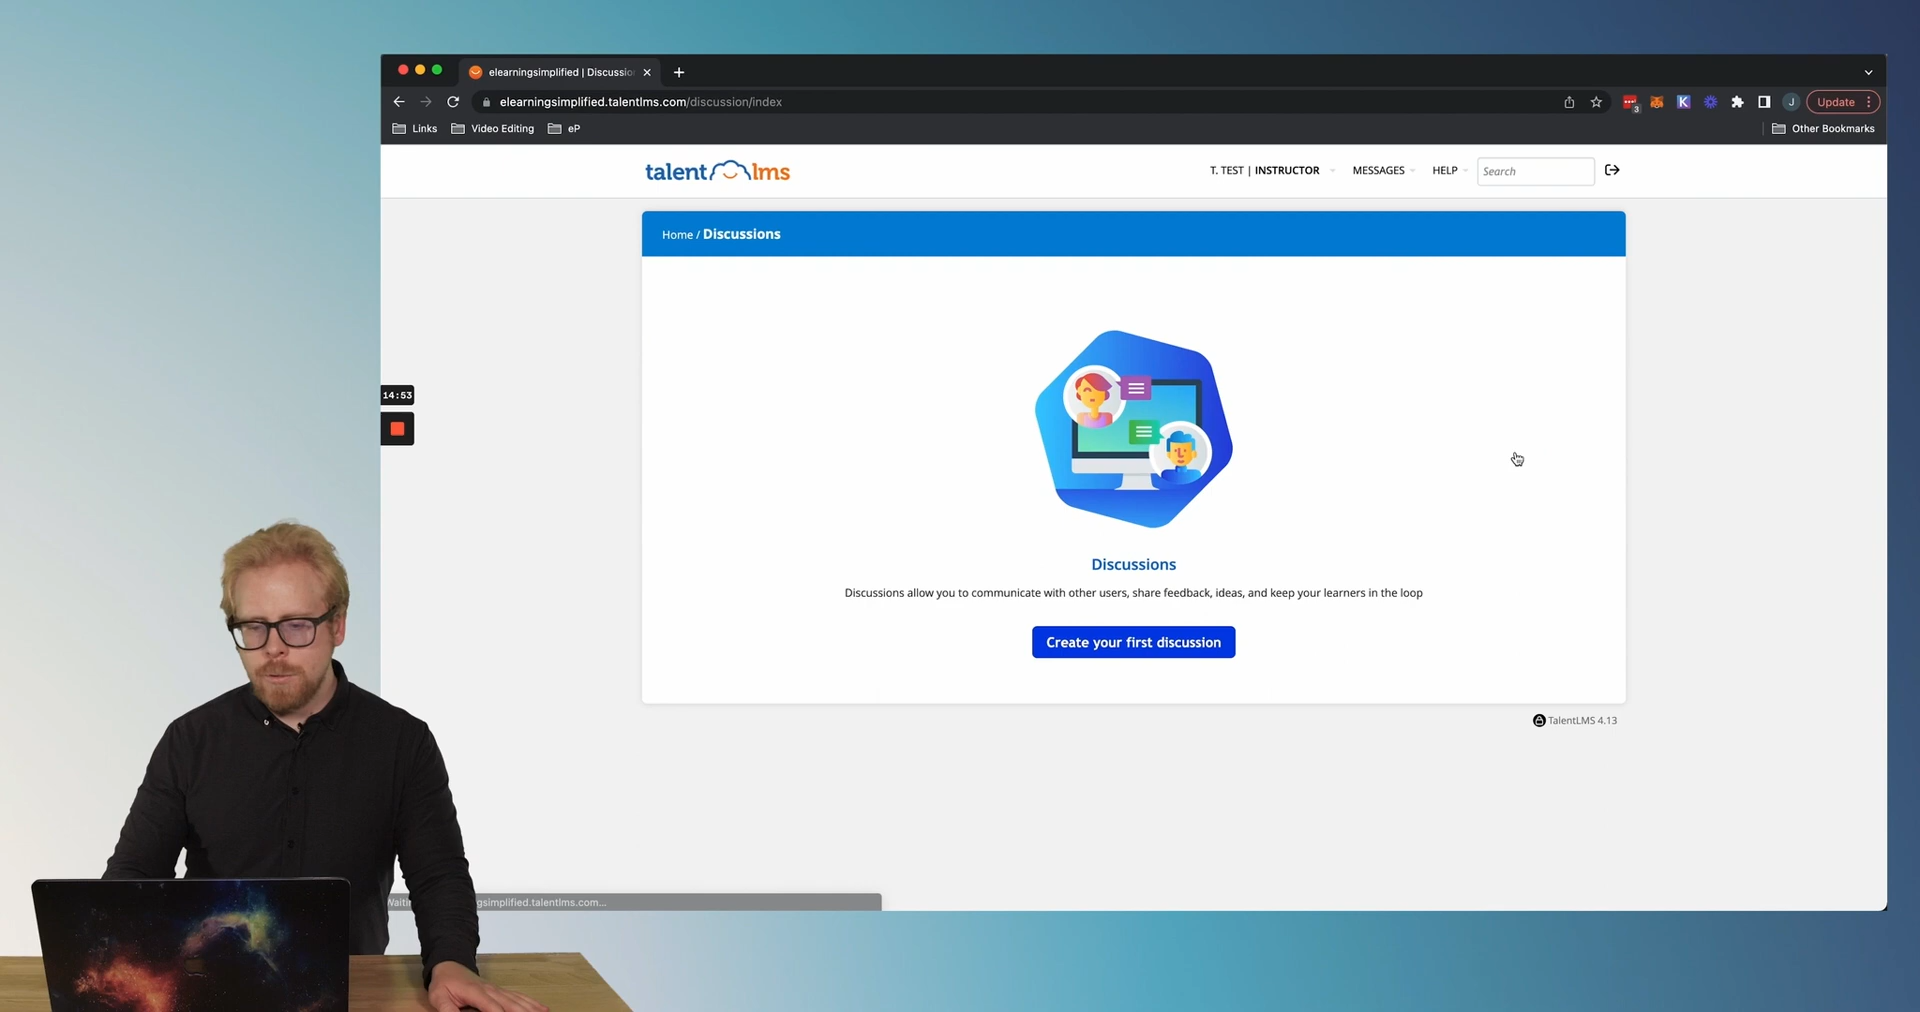 elearningsimplified | Discussio
elearningsimplified.talentlms.com/discussion/index
3
J
Update
Links
Video Editing
eP
Other Bookmarks
talent lms
T. TEST | INSTRUCTOR
MESSAGES
HELP
Search
Home / Discussions
14:53
Discussions
Discussions allow you to communicate with other users, share feedback, ideas, and keep your learners in the loop
Create your first discussion
TalentLMS 4.13
Waiti gsimplified.talentlms.com...